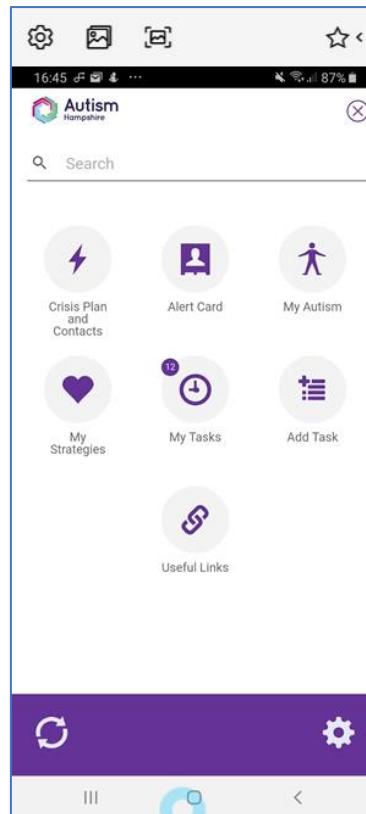 16:45
87%
Autism
Hampshire
Search
Crisis Plan
and
Contacts
Alert Card
My Autism
My
Strategies
12
My Tasks
Add Task
Useful Links